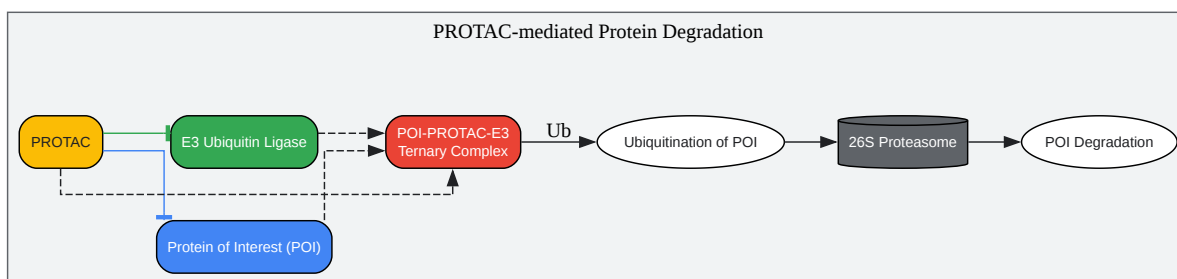 PROTAC-mediated Protein Degradation
PROTAC
E3 Ubiquitin Ligase
POI-PROTAC-E3
Ternary Complex
Ub
Ubiquitination of POI
26S Proteasome
POI Degradation
Protein of Interest (POI)